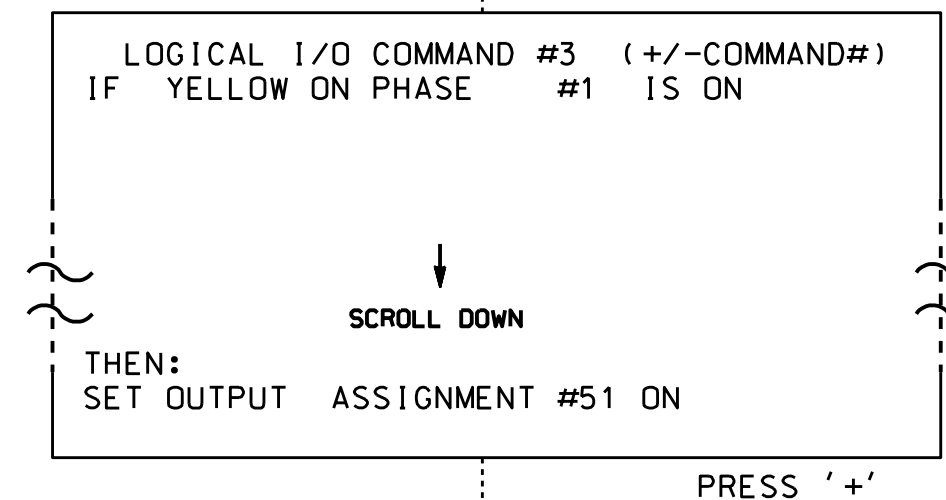 LOGICAL I/O COMMAND #3 (+/-COMMAND#)
IF YELLOW ON PHASE #1 IS ON
SCROLL DOWN
THEN:
SET OUTPUT ASSIGNMENT #51 ON
PRESS '+'